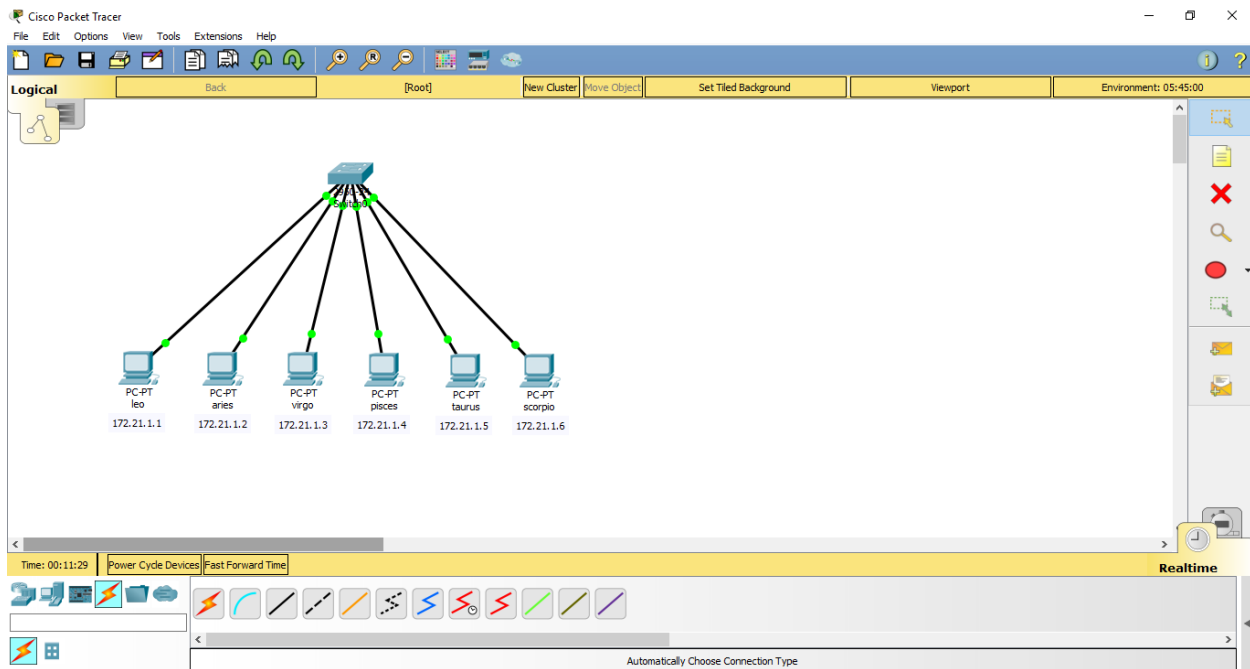 Cisco Packet Tracer
File Edit Options View Tools Extensions Help
Logical Back [Root] New Cluster Move Object Set Tiled Background Viewport Environment: 05:45:00
Switch0
PC-PT PC-PT PC-PT PC-PT PC-PT PC-PT
leo aries virgo pisces taurus scorpio
172.21.1.1 172.21.1.2 172.21.1.3 172.21.1.4 172.21.1.5 172.21.1.6
Time: 00:11:29 Power Cycle Devices Fast Forward Time
Realtime
Automatically Choose Connection Type